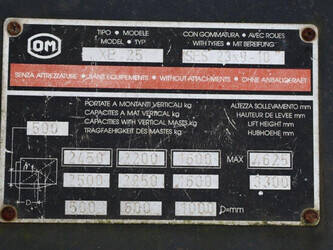 OM
TIPO • MODELE
MODEL • TYP
XE 25
CON GOMMATURA • AVEC ROUES
WITH TYRES • MIT BEREIFUNG
SENZA ATTREZZATURE • SANS EQUIPEMENTS • WITHOUT ATTACHMENTS • OHNE ANBAUGERÄT
PORTATE A MONTANTI VERTICALI kg
CAPACITES A MAT VERTICAL kg
CAPACITIES WITH VERTICAL MASTS kg
TRAGFAEHIGKEIT DES MASTES kg
ALTEZZA SOLLEVAMENTO mm
HAUTEUR DE LEVEE mm
LIFT HEIGHT mm
HUBHOEHE mm
500
2450 2200 1600 MAX 4625
2500 2250 1600 3300
500 600 1000 D=mm
D